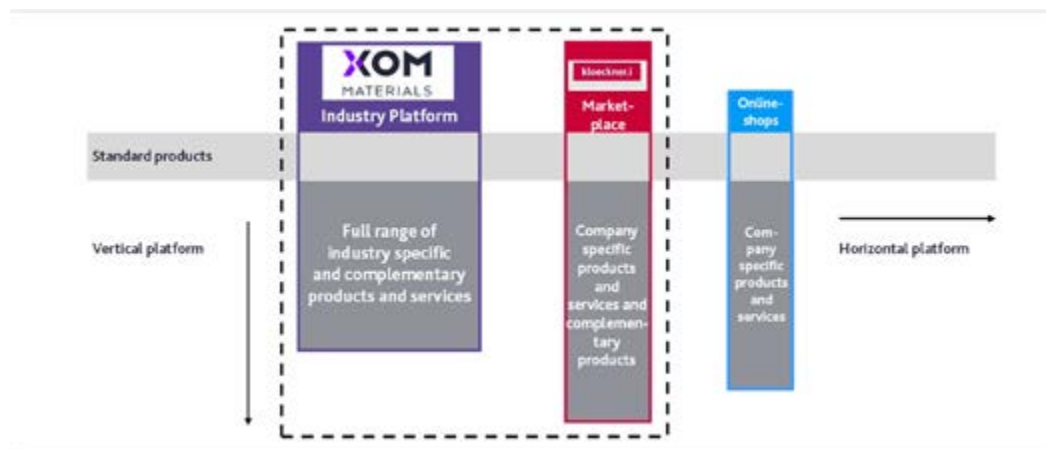 XOM
MATERIALS
Industry Platform
kloeckner.i
Market-
place
Online-
shops
Standard products
Vertical platform
Full range of
industry specific
and complementary
products and services
Company
specific
products
and
services and
complemen-
tary
products
Com-
pany
specific
products
and
services
Horizontal platform